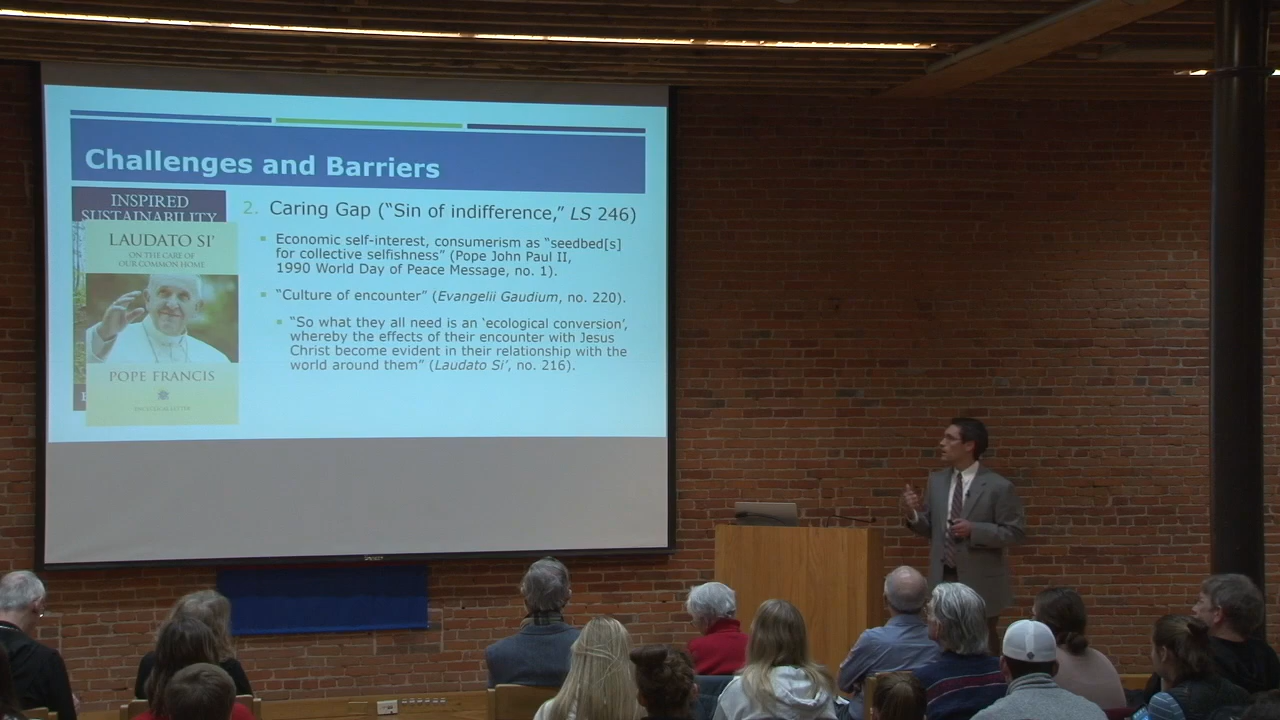 Challenges and Barriers
INSPIRED
SUSTAINABILITY
LAUDATO SI'
ON THE CARE OF
OUR COMMON HOME
POPE FRANCIS
2. Caring Gap (“Sin of indifference,” LS 246)
Economic self-interest, consumerism as “seedbed[s]
for collective selfishness” (Pope John Paul II,
1990 World Day of Peace Message, no. 1).
“Culture of encounter” (Evangelii Gaudium, no. 220).
“So what they all need is an ‘ecological conversion’,
whereby the effects of their encounter with Jesus
Christ become evident in their relationship with the
world around them” (Laudato Si’, no. 216).